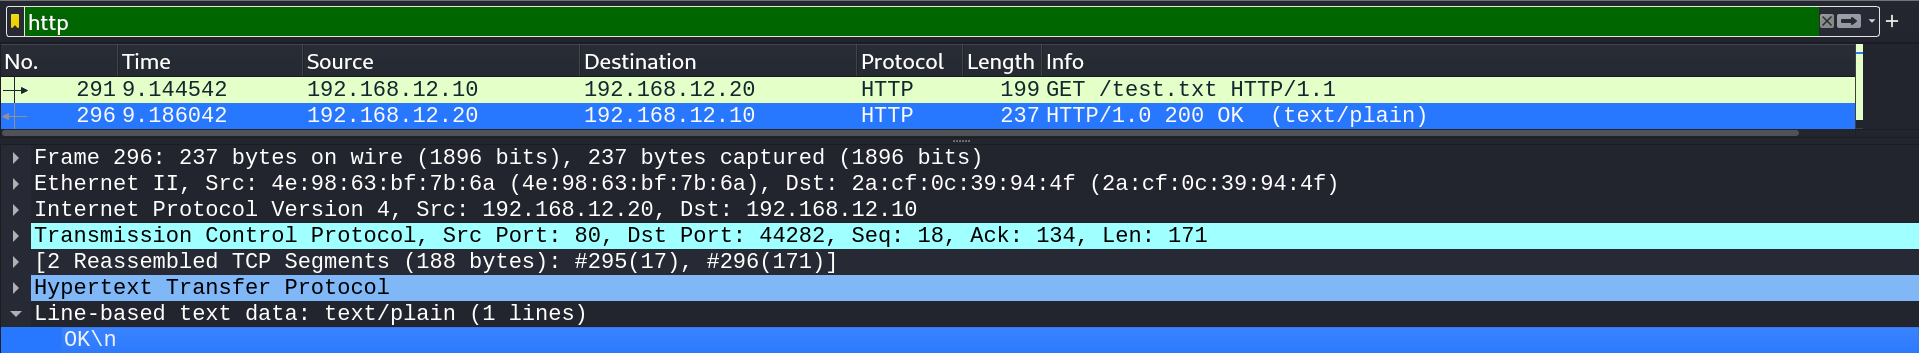 http
No. Time Source Destination Protocol Length Info
291 9.144542 192.168.12.10 192.168.12.20 HTTP 199 GET /test.txt HTTP/1.1
296 9.186042 192.168.12.20 192.168.12.10 HTTP 237 HTTP/1.0 200 OK  (text/plain)
Frame 296: 237 bytes on wire (1896 bits), 237 bytes captured (1896 bits)
Ethernet II, Src: 4e:98:63:bf:7b:6a (4e:98:63:bf:7b:6a), Dst: 2a:cf:0c:39:94:4f (2a:cf:0c:39:94:4f)
Internet Protocol Version 4, Src: 192.168.12.20, Dst: 192.168.12.10
Transmission Control Protocol, Src Port: 80, Dst Port: 44282, Seq: 18, Ack: 134, Len: 171
[2 Reassembled TCP Segments (188 bytes): #295(17), #296(171)]
Hypertext Transfer Protocol
Line-based text data: text/plain (1 lines)
OK\n